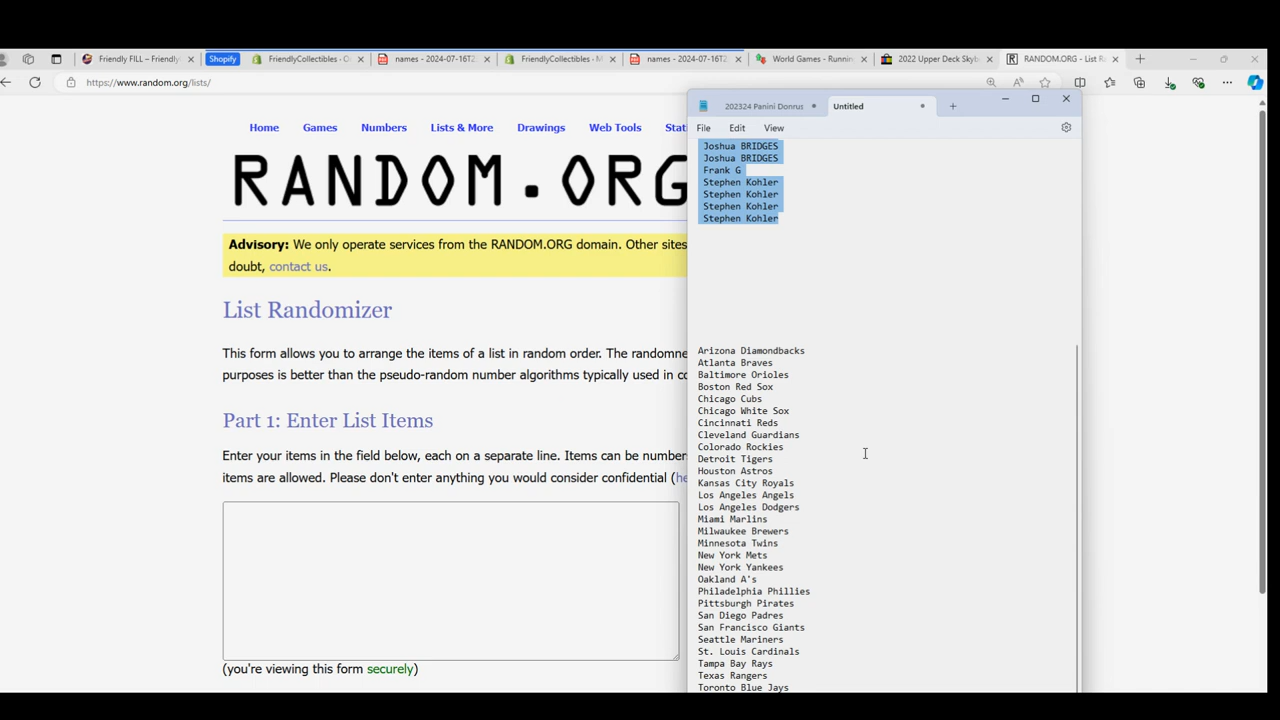 Friendly FILL – Friendly
Shopify
FriendlyCollectibles - O
names - 2024-07-16T2
FriendlyCollectibles - M
names - 2024-07-16T2
World Games - Runnin
2022 Upper Deck Skyb
RANDOM.ORG - List R
https://www.random.org/lists/
202324 Panini Donrus
Untitled
File Edit View
Home Games Numbers Lists & More Drawings Web Tools Stat
RANDOM.ORG
Joshua BRIDGES
Joshua BRIDGES
Frank G
Stephen Kohler
Stephen Kohler
Stephen Kohler
Stephen Kohler
Advisory: We only operate services from the RANDOM.ORG domain. Other sites
doubt, contact us.
List Randomizer
This form allows you to arrange the items of a list in random order. The randomne
purposes is better than the pseudo-random number algorithms typically used in co
Part 1: Enter List Items
Enter your items in the field below, each on a separate line. Items can be number
items are allowed. Please don't enter anything you would consider confidential (he
(you're viewing this form securely)
Arizona Diamondbacks
Atlanta Braves
Baltimore Orioles
Boston Red Sox
Chicago Cubs
Chicago White Sox
Cincinnati Reds
Cleveland Guardians
Colorado Rockies
Detroit Tigers
Houston Astros
Kansas City Royals
Los Angeles Angels
Los Angeles Dodgers
Miami Marlins
Milwaukee Brewers
Minnesota Twins
New York Mets
New York Yankees
Oakland A's
Philadelphia Phillies
Pittsburgh Pirates
San Diego Padres
San Francisco Giants
Seattle Mariners
St. Louis Cardinals
Tampa Bay Rays
Texas Rangers
Toronto Blue Jays